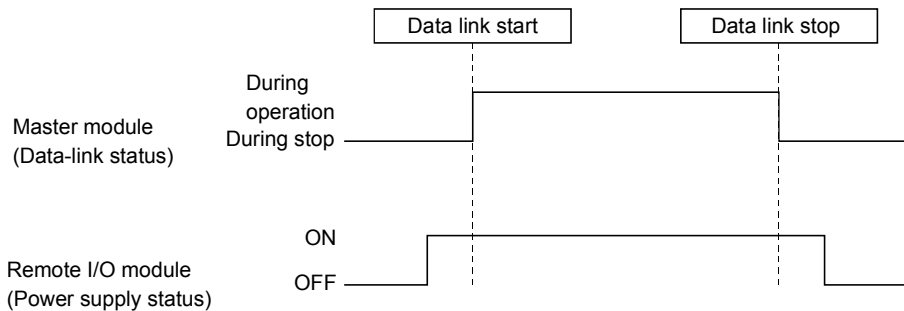 Data link start
Data link stop
During
operation
During stop
Master module
(Data-link status)
ON
OFF
Remote I/O module
(Power supply status)